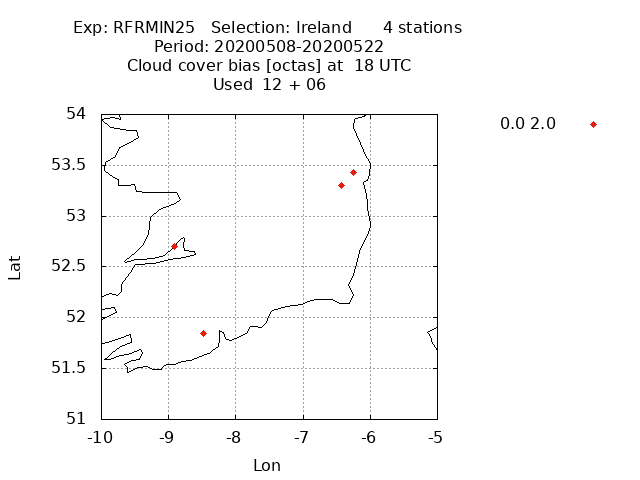 Exp: RFRMIN25 Selection: Ireland 4 stations
Period: 20200508-20200522
Cloud cover bias [octas] at 18 UTC
Used 12 + 06
0.0 2.0
54
53.5
53
52.5
52
51.5
51
Lat
-10 -9 -8 -7 -6 -5
Lon